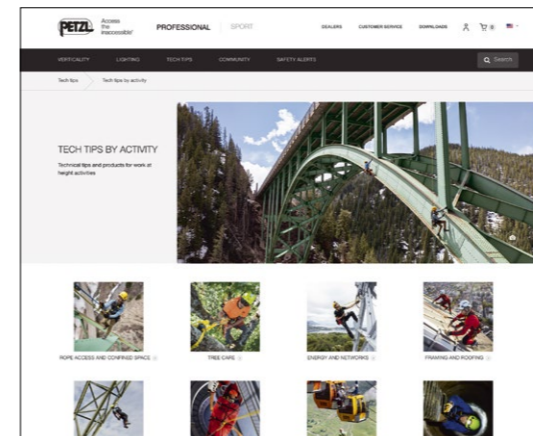 PETZL
Access
the
inaccessible®
PROFESSIONAL
SPORT
DEALERS
CUSTOMER SERVICE
DOWNLOADS
0
VERTICALITY
LIGHTING
TECH TIPS
COMMUNITY
SAFETY ALERTS
Search
Tech tips
Tech tips by activity
TECH TIPS BY ACTIVITY
Technical tips and products for work at
height activities
ROPE ACCESS AND CONFINED SPACE
TREE CARE
ENERGY AND NETWORKS
FRAMING AND ROOFING